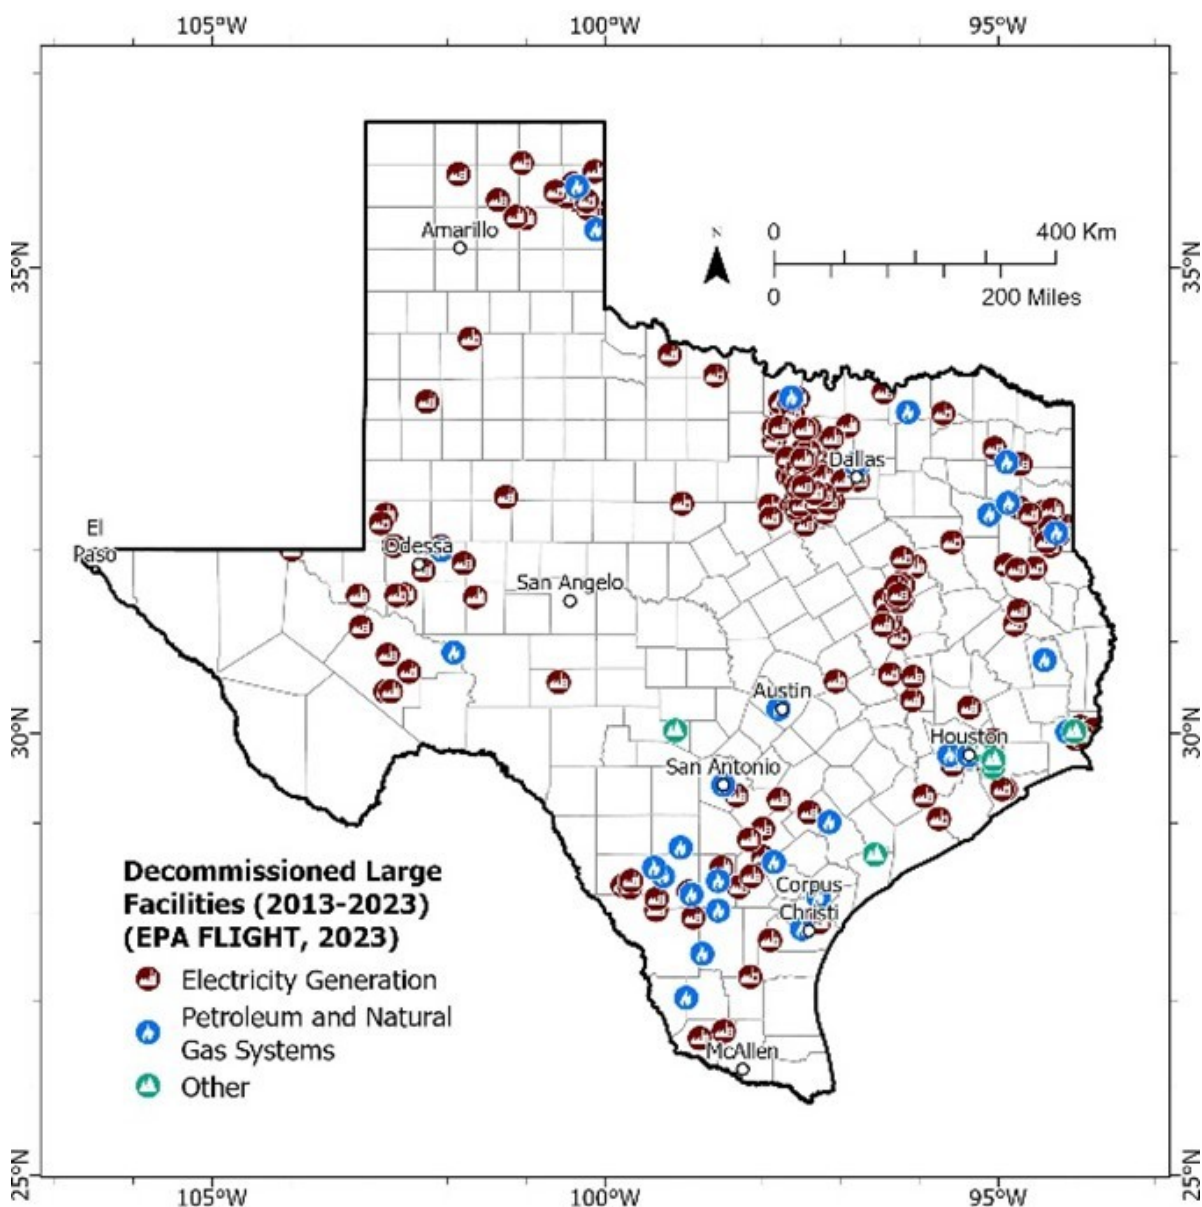 105°W 100°W 95°W
N 0 400 Km
35°N 35°N
0 200 Miles
Amarillo
Dallas
El
Paso
Odessa
San Angelo
Austin
30°N 30°N
Houston
San Antonio
Corpus
Christi
McAllen
Decommissioned Large
Facilities (2013-2023)
(EPA FLIGHT, 2023)
Electricity Generation
Petroleum and Natural
Gas Systems
Other
25°N 25°N
105°W 100°W 95°W